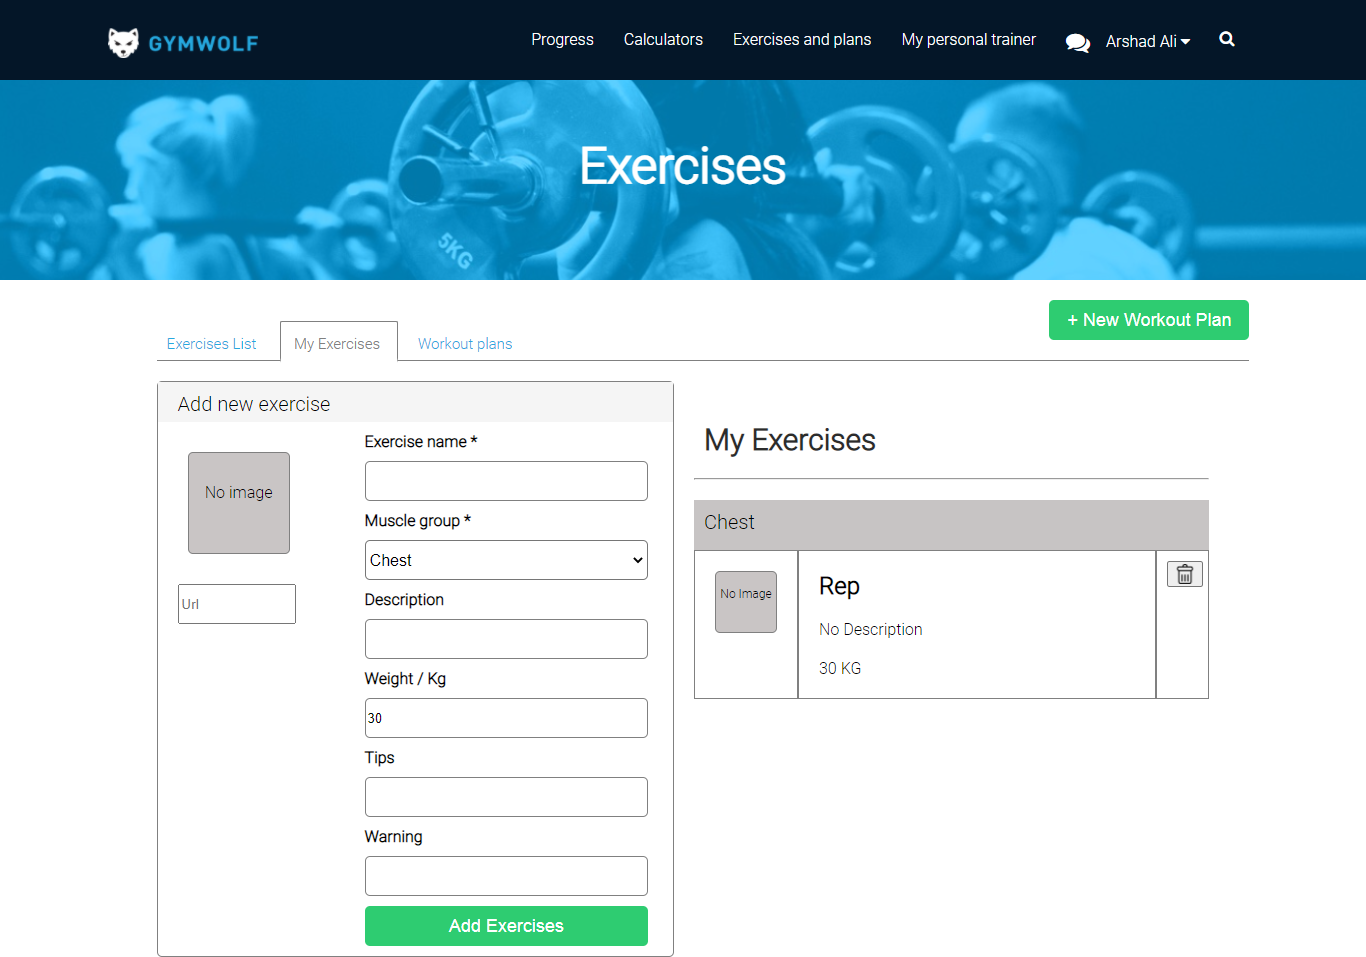 GYMWOLF
Progress
Calculators
Exercises and plans
My personal trainer
Arshad Ali
Exercises
5KG
+ New Workout Plan
Exercises List
My Exercises
Workout plans
Add new exercise
No image
Url
Exercise name *
Muscle group *
Chest
Description
Weight / Kg
30
Tips
Warning
Add Exercises
My Exercises
Chest
No Image
Rep
No Description
30 KG